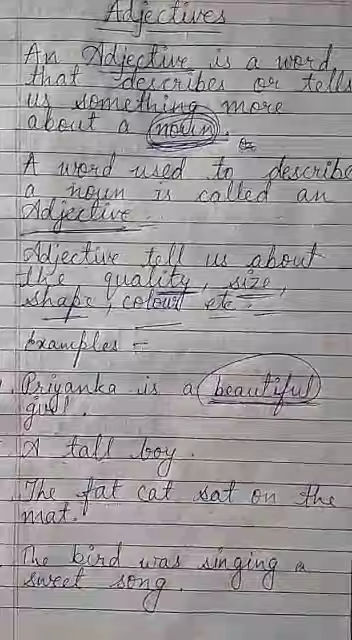 Adjectives
An Adjective is a word
that describes or tells
us something more
about a noun.
A word used to describe
a noun is called an
Adjective.
Adjective tell us about
the quality, size,
shape, colour etc.
Examples =
Priyanka is a beautiful
girl.
A tall boy.
The fat cat sat on the
mat.
The bird was singing a
sweet song.